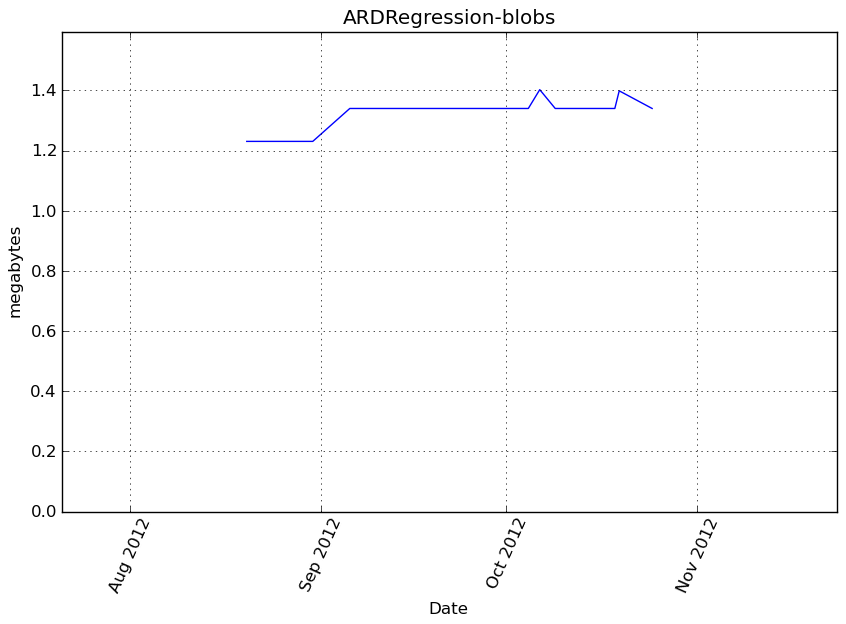 ARDRegression-blobs
megabytes
1.4
1.2
1.0
0.8
0.6
0.4
0.2
0.0
Aug 2012
Sep 2012
Oct 2012
Nov 2012
Date